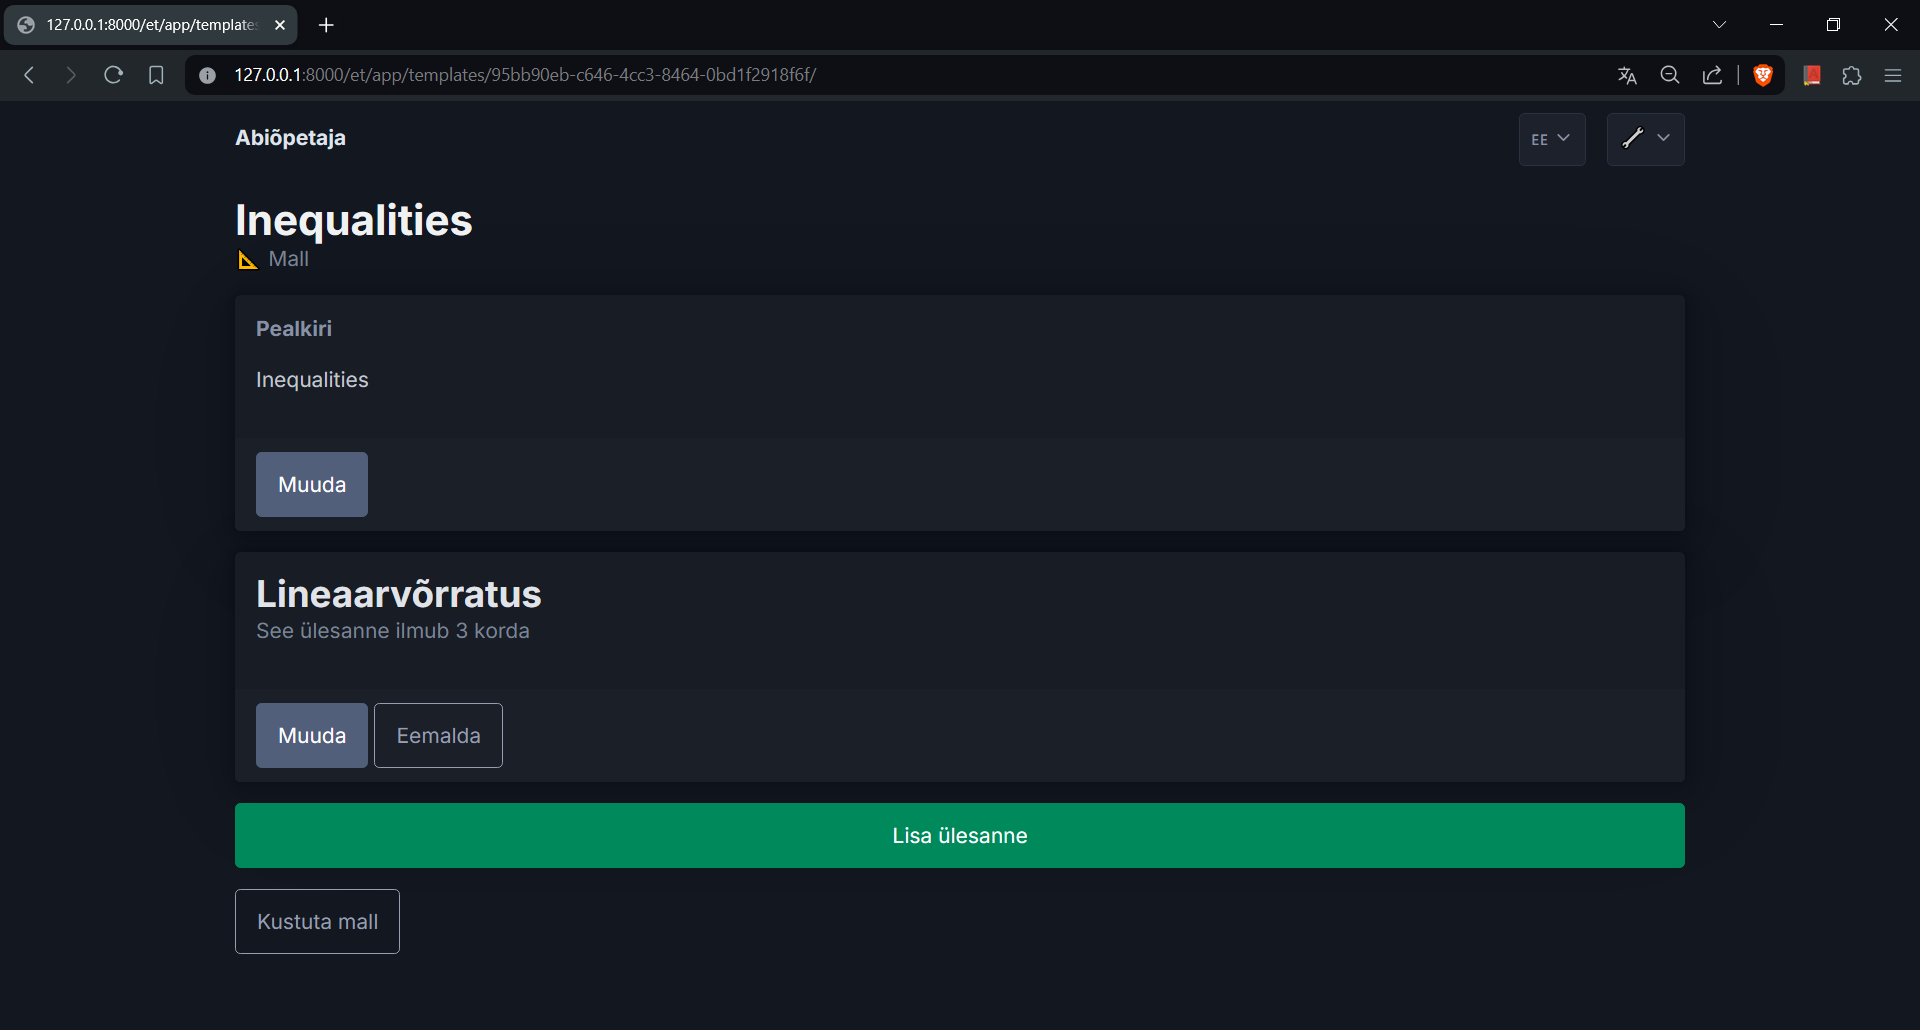 127.0.0.1:8000/et/app/template
127.0.0.1:8000/et/app/templates/95bb90eb-c646-4cc3-8464-0bd1f2918f6f/
Abiõpetaja
EE
Inequalities
Mall
Pealkiri
Inequalities
Muuda
Lineaarvõrratus
See ülesanne ilmub 3 korda
Muuda Eemalda
Lisa ülesanne
Kustuta mall